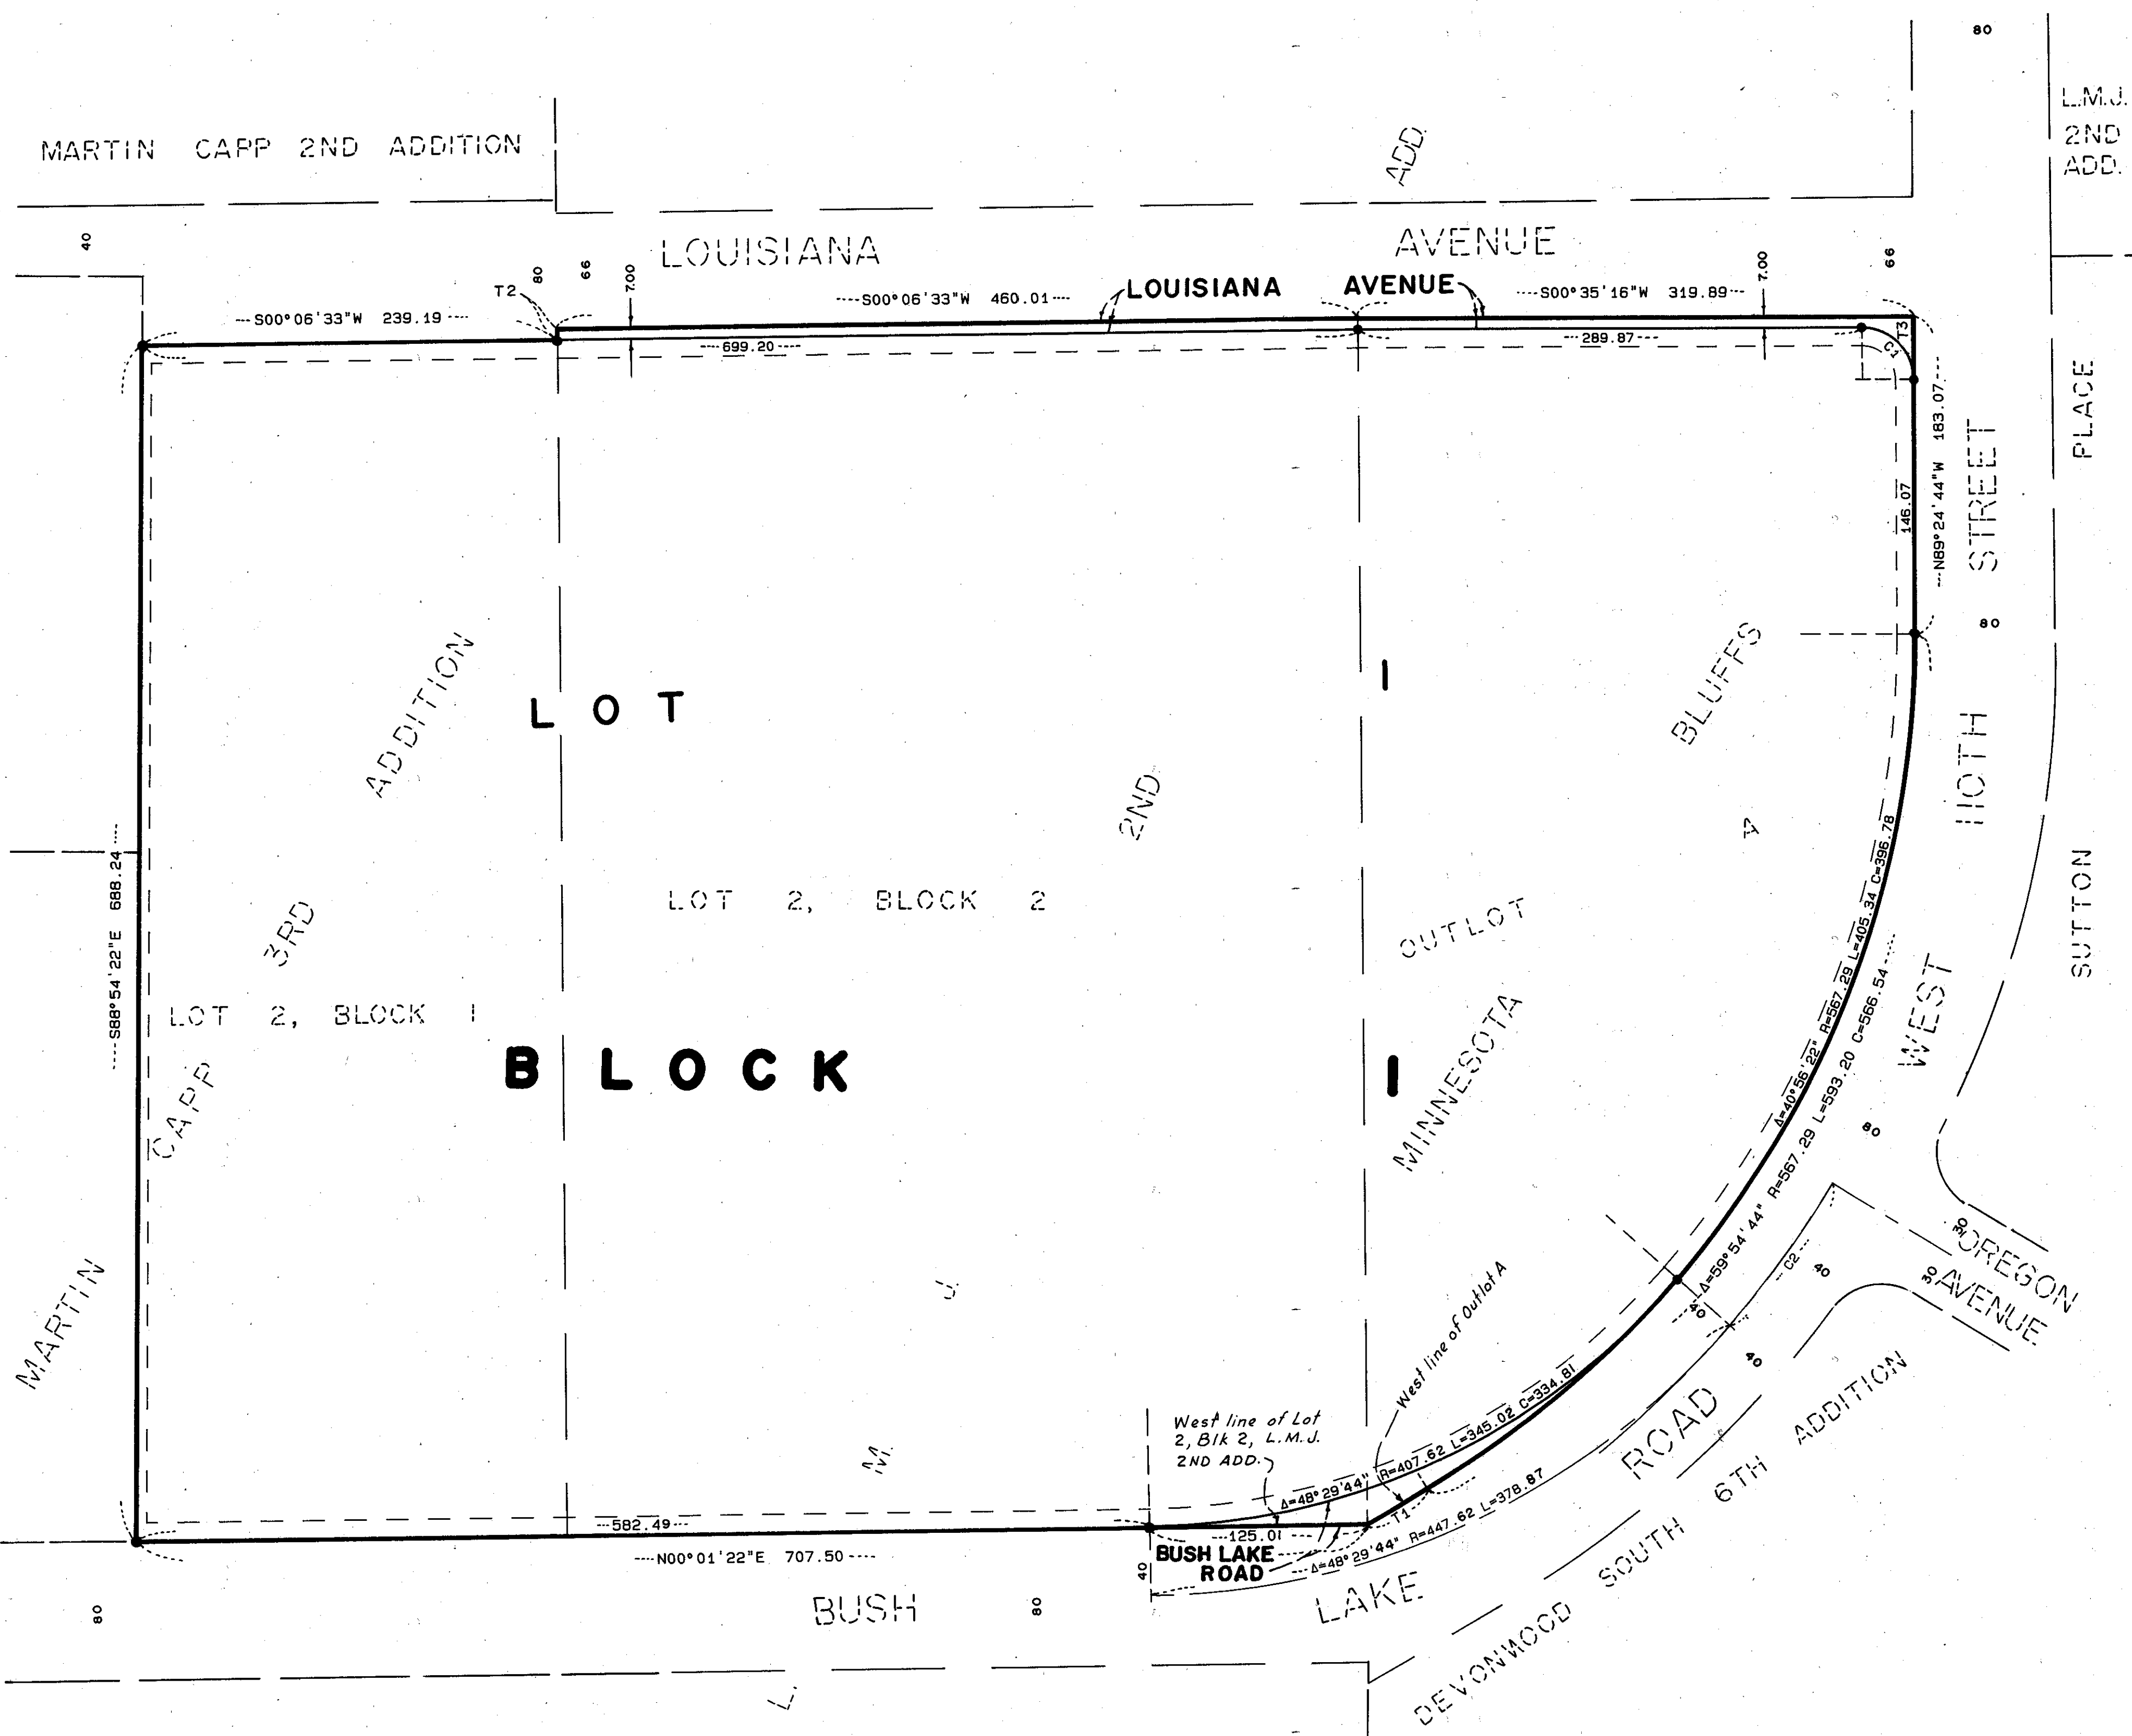 80
L.M.J.
2ND
ADD.
MARTIN CAPP 2ND ADDITION
ADD.
40
LOUISIANA AVENUE
80
66
7.00
7.00
66
T2
---S00°06'33"W 239.19----
----S00°06'33"W 460.01----
LOUISIANA AVENUE
----S00°35'16"W 319.89---
----699.20----
---289.87---
T3
C1
---N89°24'44"W 183.07---
146.07
PLACE
STREET
80
ADDITION
LOT 1
BLUFFS
110TH
2ND
A
----S88°54'22"E 688.24----
LOT 2, BLOCK 2
OUTLOT
3RD
SUTTON
LOT 2, BLOCK 1
WEST
BLOCK 1
CAPP
MINNESOTA
Δ=40°56'22" R=567.29 L=405.34 C=396.78
Δ=59°54'44" R=567.29 L=593.20 C=566.54----
80
30
OREGON
AVENUE
30
-- C2 ---
40
40
40
MARTIN
J.
West line of Outlot A
West line of Lot
2, Blk 2, L.M.J.
2ND ADD.
M.
Δ=48°29'44" R=407.62 L=345.02 C=334.81
T1
Δ=48°29'44" R=447.62 L=378.87
ROAD
6TH ADDITION
---582.49---
---125.01---
----N00°01'22"E 707.50----
BUSH LAKE
ROAD
40
80
BUSH
80
LAKE
SOUTH
DEVONWOOD
L.